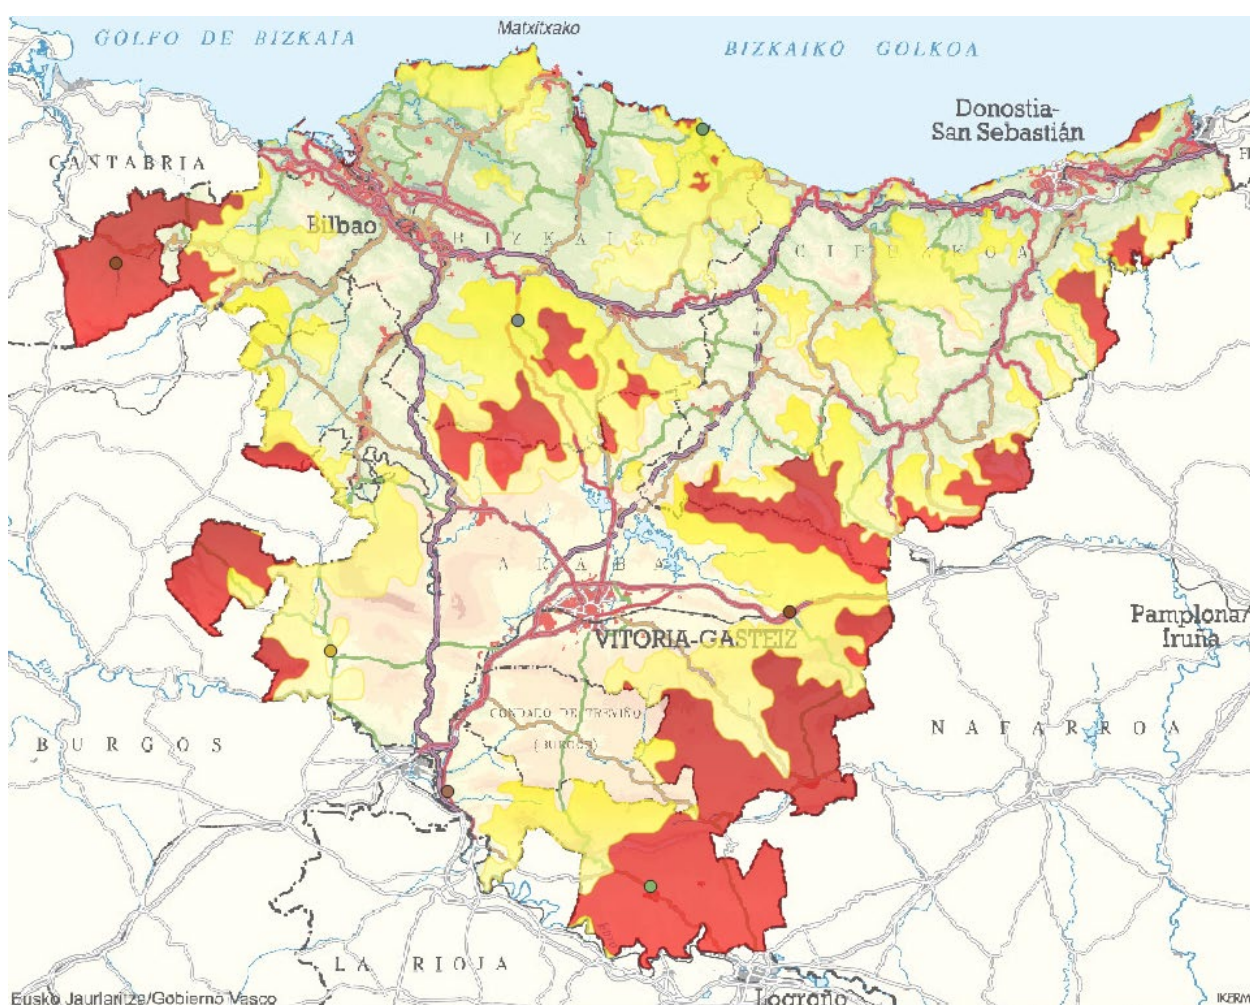 Matxitxako
GOLFO DE BIZKAIA
BIZKAIKO GOLKOA
Donostia-
San Sebastián
CANTABRIA
Bilbao
BIZKAIA
GIPUZKOA
ARABA
VITORIA-GASTEIZ
Pamplona/
Iruña
CONDADO DE TREVIÑO
(BURGOS)
BURGOS
NAFARROA
LA RIOJA
Logroño
Eusko Jaurlaritza/Gobierno Vasco